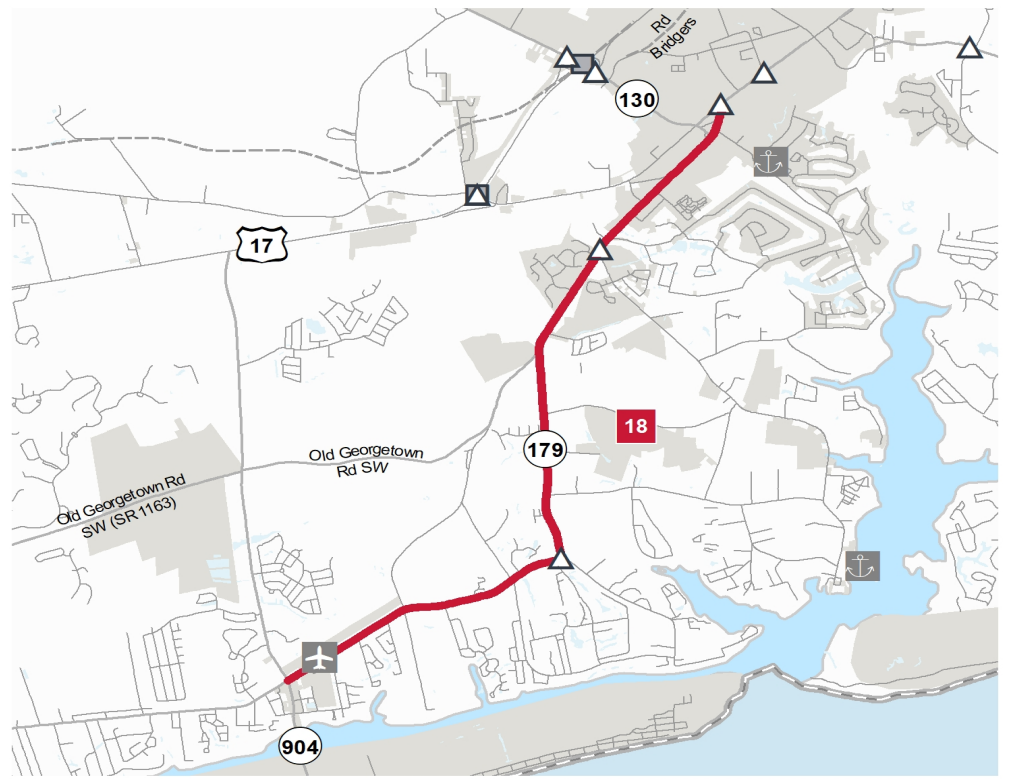 Rd
Bridgers
130
17
18
Old Georgetown
Rd SW
179
Old Georgetown Rd
SW (SR 1163)
904